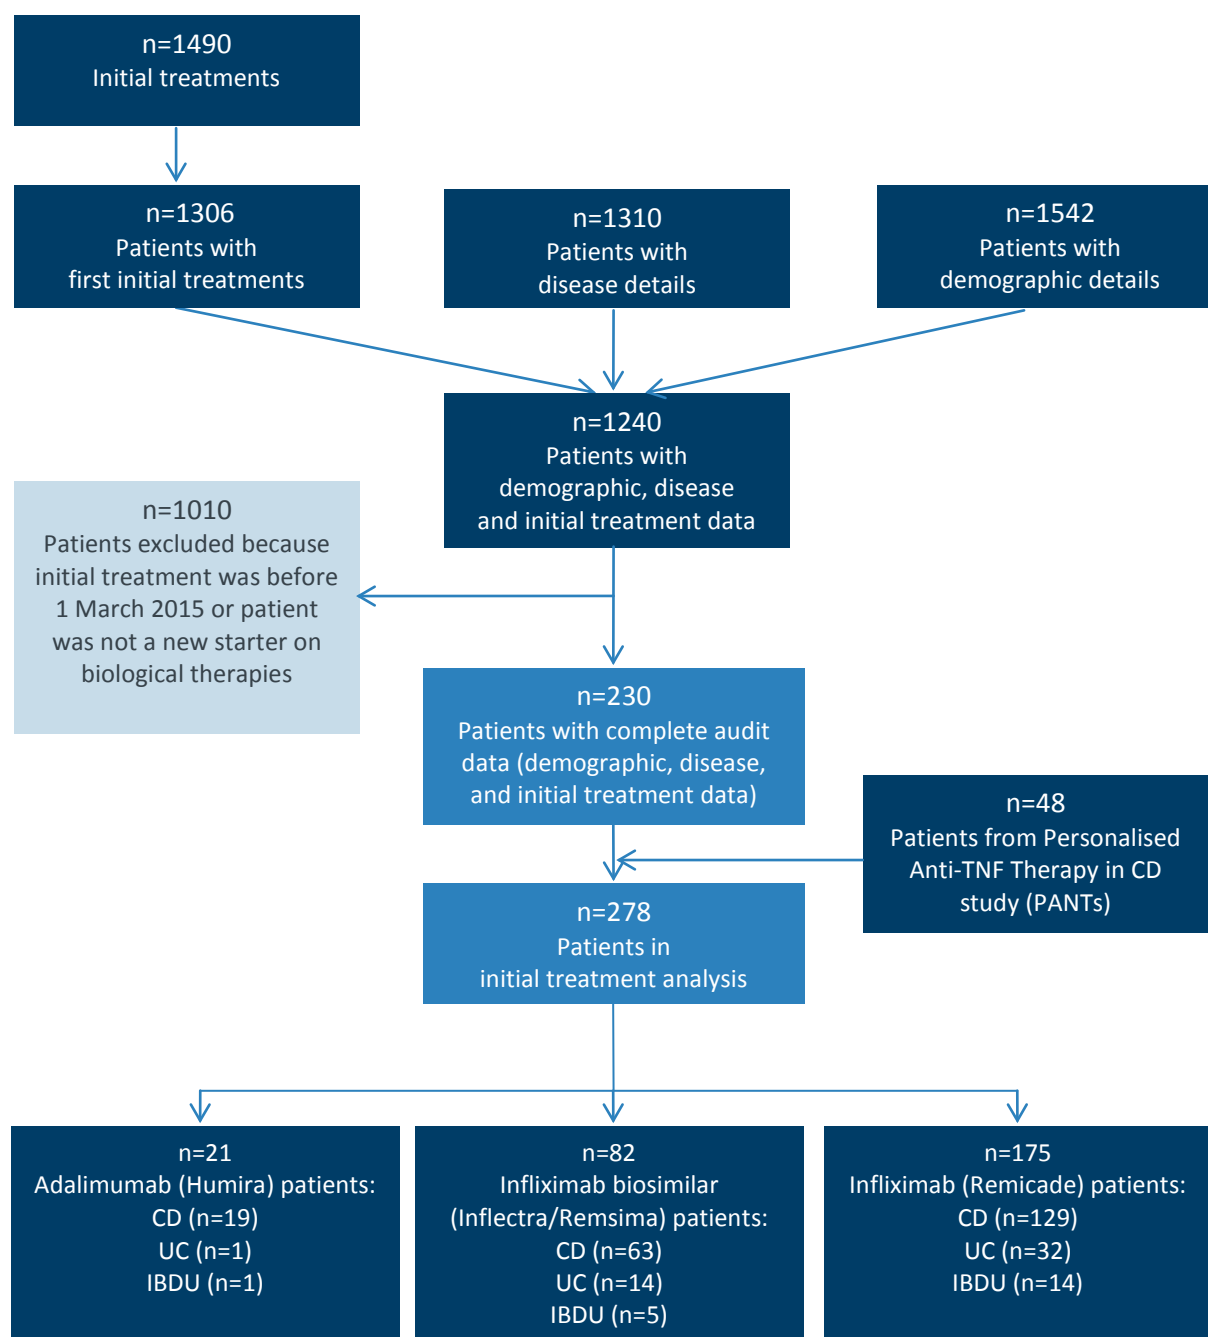 n=1490
Initial treatments
n=1306
Patients with
first initial treatments
n=1310
Patients with
disease details
n=1542
Patients with
demographic details
n=1240
Patients with
demographic, disease
and initial treatment data
n=1010
Patients excluded because
initial treatment was before
1 March 2015 or patient
was not a new starter on
biological therapies
n=230
Patients with complete audit
data (demographic, disease,
and initial treatment data)
n=48
Patients from Personalised
Anti-TNF Therapy in CD
study (PANTs)
n=278
Patients in
initial treatment analysis
n=21
Adalimumab (Humira) patients:
CD (n=19)
UC (n=1)
IBDU (n=1)
n=82
Infliximab biosimilar
(Inflectra/Remsima) patients:
CD (n=63)
UC (n=14)
IBDU (n=5)
n=175
Infliximab (Remicade) patients:
CD (n=129)
UC (n=32)
IBDU (n=14)